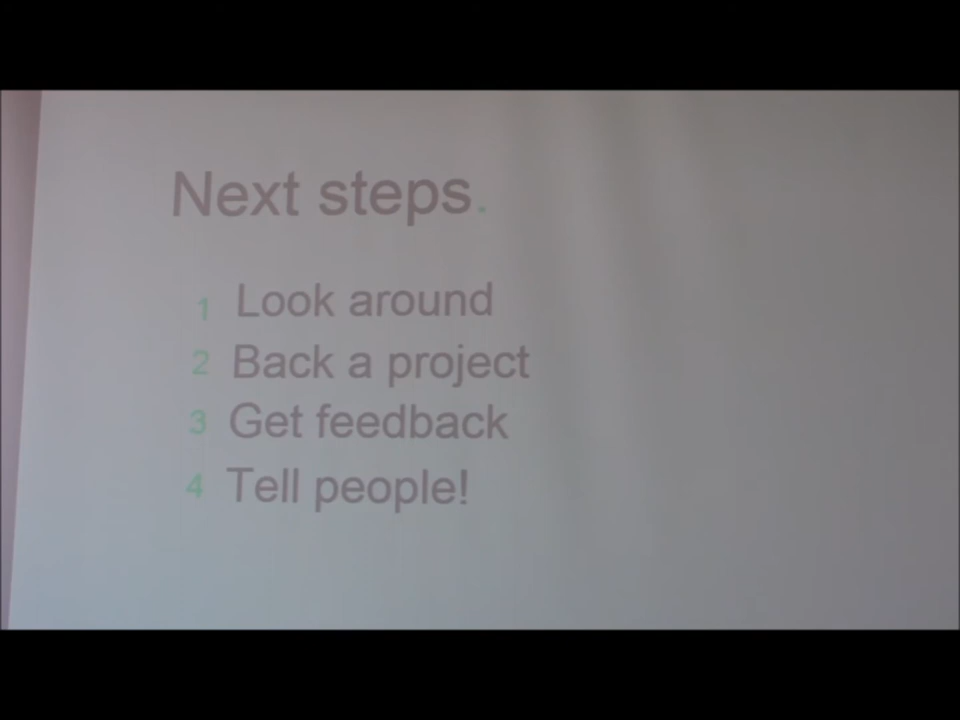 Next steps.
1 Look around
2 Back a project
3 Get feedback
4 Tell people!